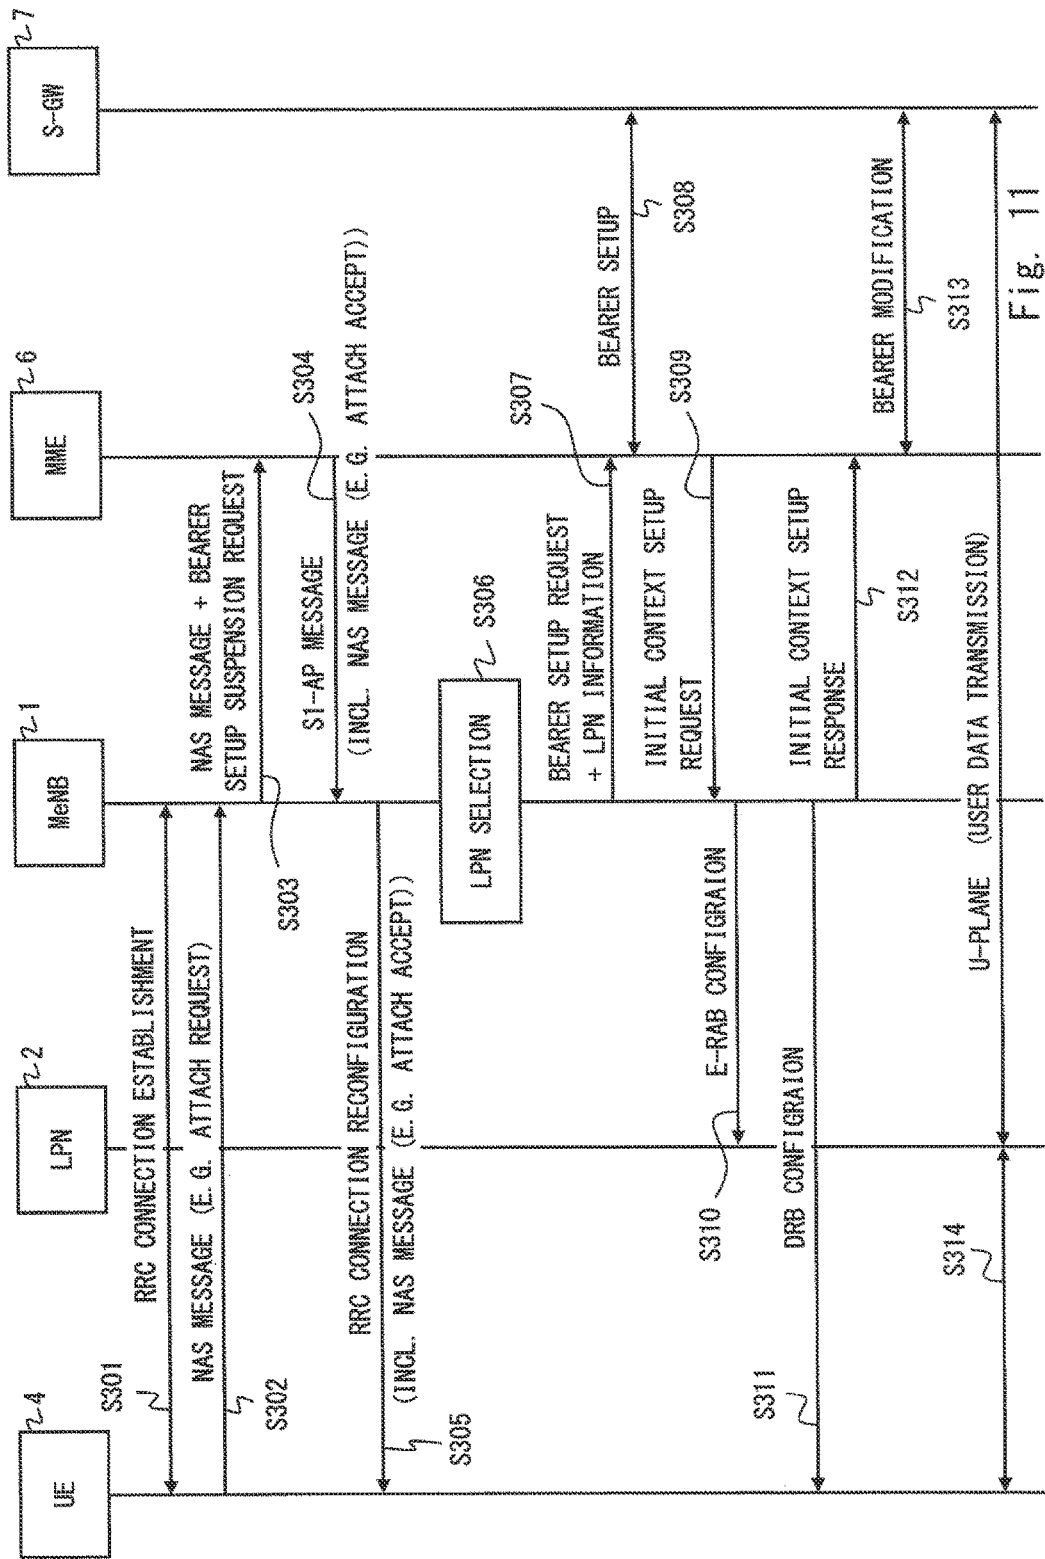 UE
4
LPN
2
MeNB
1
MME
6
S-GW
7
RRC CONNECTION ESTABLISHMENT
S301
NAS MESSAGE (E.G. ATTACH REQUEST)
S302
NAS MESSAGE + BEARER
SETUP SUSPENSION REQUEST
S303
S1-AP MESSAGE
S304
(INCL. NAS MESSAGE (E.G. ATTACH ACCEPT))
RRC CONNECTION RECONFIGURATION
(INCL. NAS MESSAGE (E.G. ATTACH ACCEPT))
S305
LPN SELECTION
S306
BEARER SETUP REQUEST
+ LPN INFORMATION
S307
BEARER SETUP
S308
INITIAL CONTEXT SETUP
REQUEST
S309
E-RAB CONFIGRAION
S310
DRB CONFIGRAION
S311
INITIAL CONTEXT SETUP
RESPONSE
S312
BEARER MODIFICATION
S313
U-PLANE (USER DATA TRANSMISSION)
S314
Fig. 11